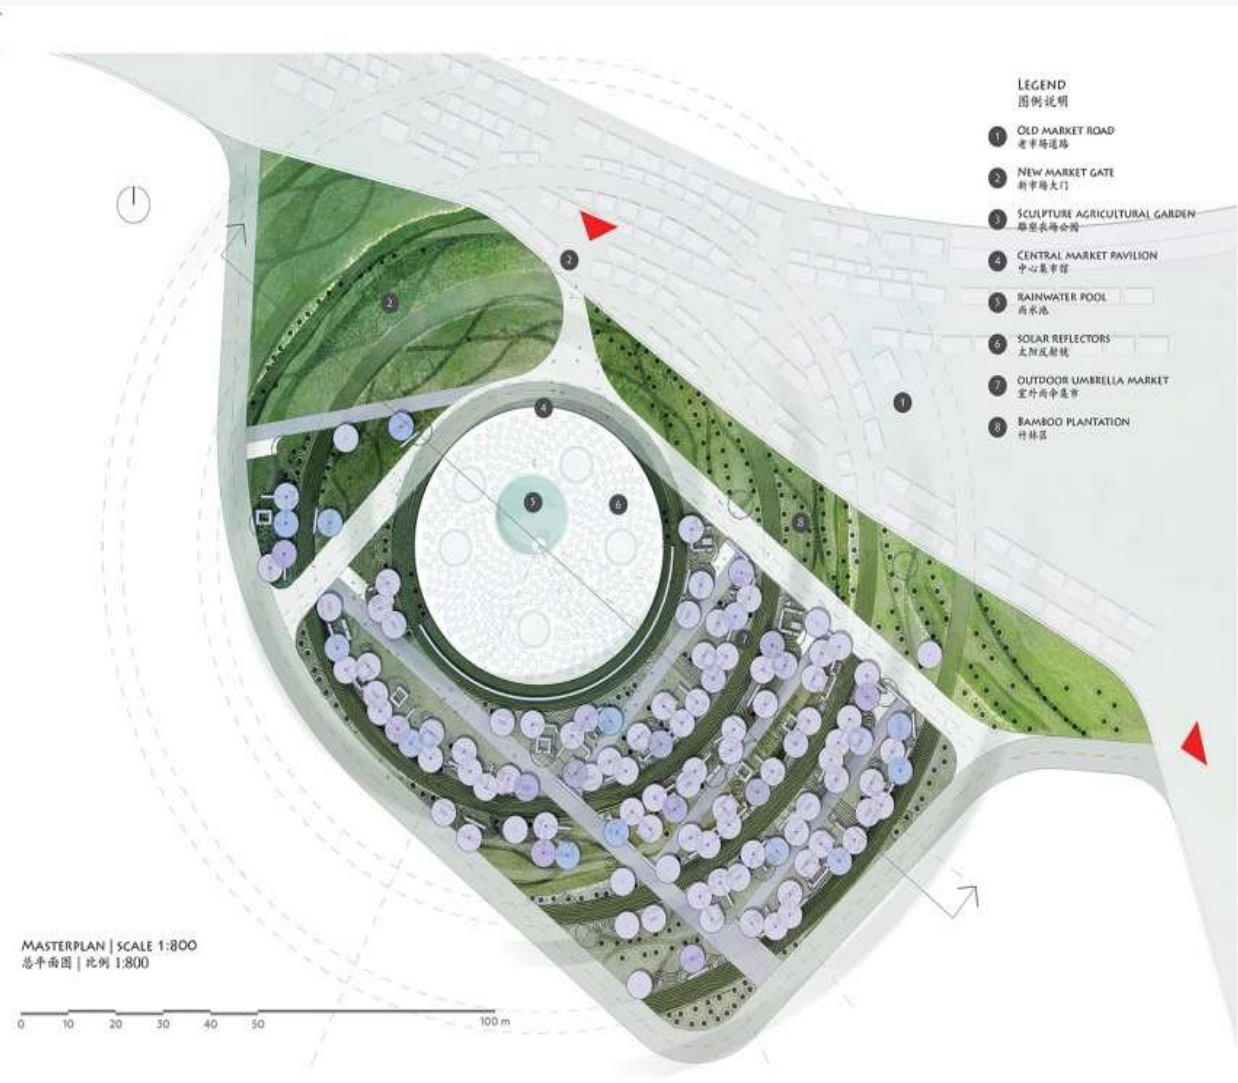 LEGEND
图例说明
1 OLD MARKET ROAD
老市场道路
2 NEW MARKET GATE
新市场大门
3 SCULPTURE AGRICULTURAL GARDEN
雕塑农场公园
4 CENTRAL MARKET PAVILION
中心集市馆
5 RAINWATER POOL
雨水池
6 SOLAR REFLECTORS
太阳反射镜
7 OUTDOOR UMBRELLA MARKET
室外雨伞集市
8 BAMBOO PLANTATION
竹林区
2
2
1
4
5
6
8
7
MASTERPLAN | SCALE 1:800
总平面图 | 比例 1:800
0 10 20 30 40 50 100 m